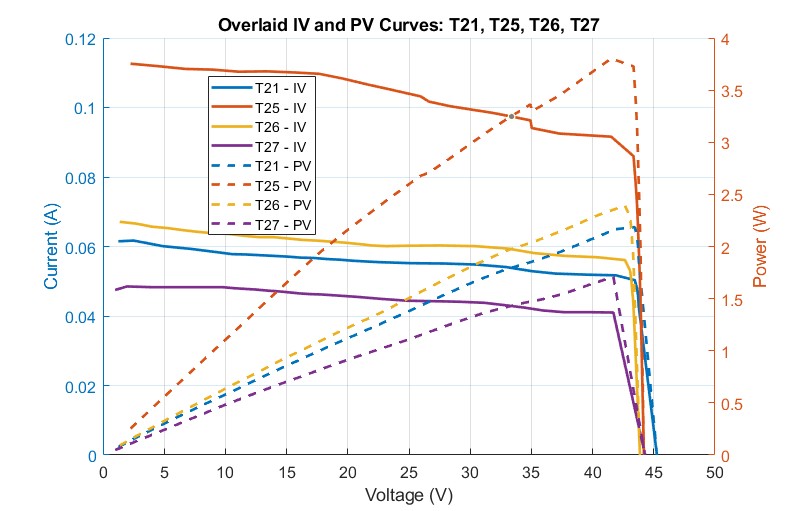 Overlaid IV and PV Curves: T21, T25, T26, T27
0.12
0.1
0.08
0.06
0.04
0.02
0
Current (A)
T21 - IV
T25 - IV
T26 - IV
T27 - IV
T21 - PV
T25 - PV
T26 - PV
T27 - PV
4
3.5
3
2.5
2
1.5
1
0.5
0
Power (W)
0 5 10 15 20 25 30 35 40 45 50
Voltage (V)